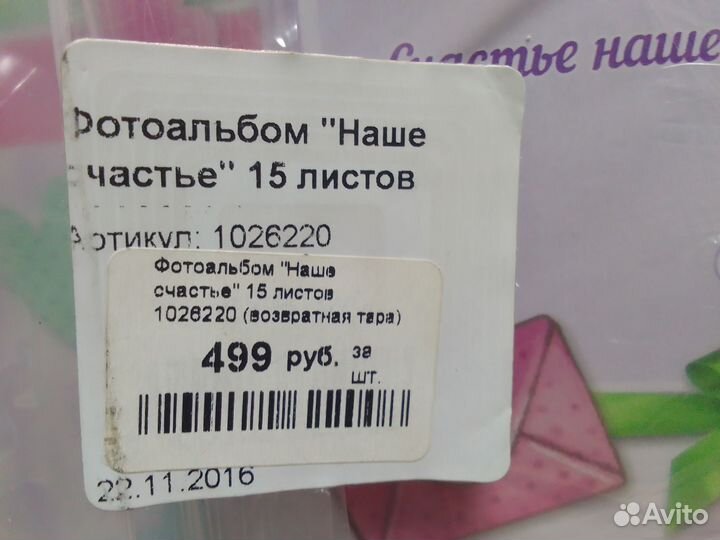 Счастье наше
Фотоальбом "Наше
счастье" 15 листов
Артикул: 1026220
Фотоальбом "Наше
счастье" 15 листов
1026220 (возвратная тара)
499 руб. за
шт.
22.11.2016
Avito